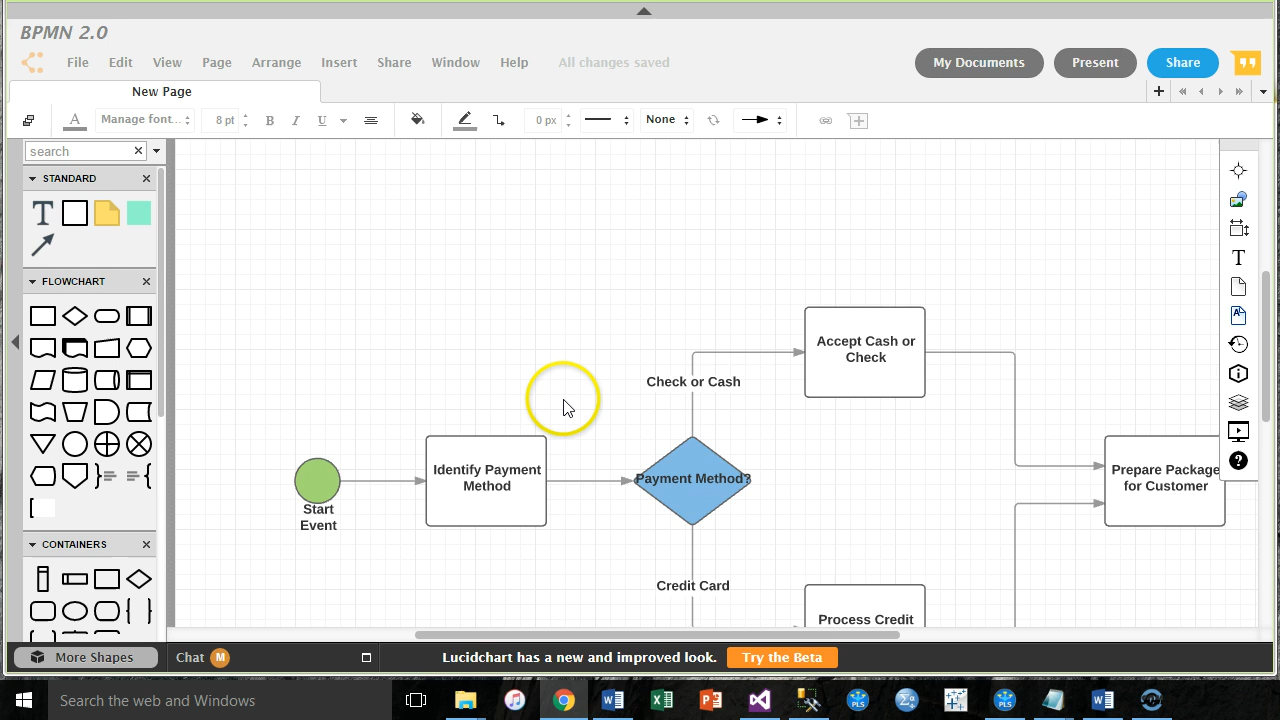 BPMN 2.0
File Edit View Page Arrange Insert Share Window Help All changes saved
My Documents Present Share
New Page
A Manage font... 8 pt B I U 0 px None
search
STANDARD
T
FLOWCHART
CONTAINERS
Check or Cash
Accept Cash or
Check
Start
Event
Identify Payment
Method
Payment Method?
Prepare Package
for Customer
Credit Card
Process Credit
T
A
?
More Shapes
Chat M
Lucidchart has a new and improved look. Try the Beta
Search the web and Windows
PLS
PLS